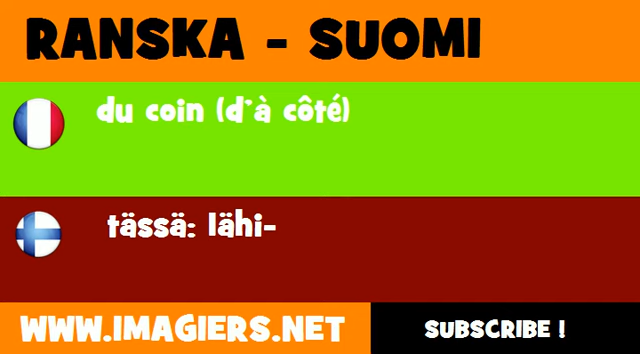 RANSKA - SUOMI
du coin (d'à côté)
tässä: lähi-
WWW.IMAGIERS.NET
SUBSCRIBE !